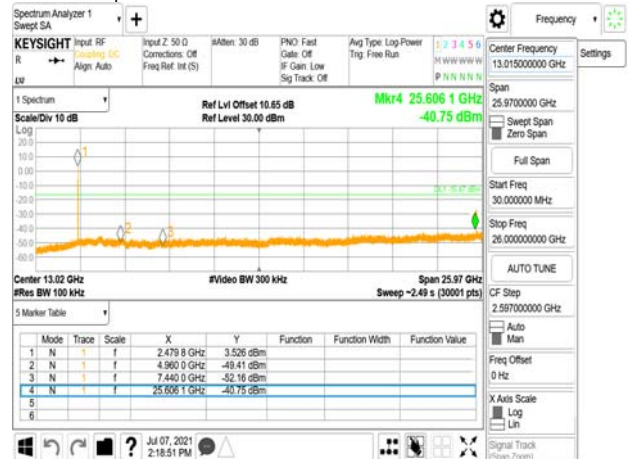 Spectrum Analyzer 1
Swept SA
+
Frequency
KEYSIGHT Input: RF
Coupling: DC
Align: Auto
Input Z: 50 Ω
Corrections: Off
Freq Ref: Int (S)
#Atten: 30 dB
PNO: Fast
Gate: Off
IF Gain: Low
Sig Track: Off
Avg Type: Log-Power
Trig: Free Run
1 2 3 4 5 6
M W W W W W
P N N N N N
R
LVI
1 Spectrum
Scale/Div 10 dB
Log
Ref Lvl Offset 10.65 dB
Ref Level 30.00 dBm
Mkr4 25.606 1 GHz
-40.75 dBm
20.0
10.0
0.00
-10.0
-20.0
-30.0
-40.0
-50.0
-60.0
1
2
3
Center 13.02 GHz
#Video BW 300 kHz
Span 25.97 GHz
#Res BW 100 kHz
Sweep ~2.49 s (30001 pts)
5 Marker Table
Mode Trace Scale X Y Function Function Width Function Value
1 N 1 f 2.479 8 GHz 3.526 dBm
2 N 1 f 4.960 0 GHz -49.41 dBm
3 N 1 f 7.440 0 GHz -52.16 dBm
4 N 1 f 25.606 1 GHz -40.75 dBm
5
6
?
Jul 07, 2021
2:18:51 PM
Center Frequency
13.015000000 GHz
Settings
Span
25.9700000 GHz
Swept Span
Zero Span
Full Span
Start Freq
30.000000 MHz
Stop Freq
26.000000000 GHz
AUTO TUNE
CF Step
2.597000000 GHz
Auto
Man
Freq Offset
0 Hz
X Axis Scale
Log
Lin
Signal Track
(Span Zoom)